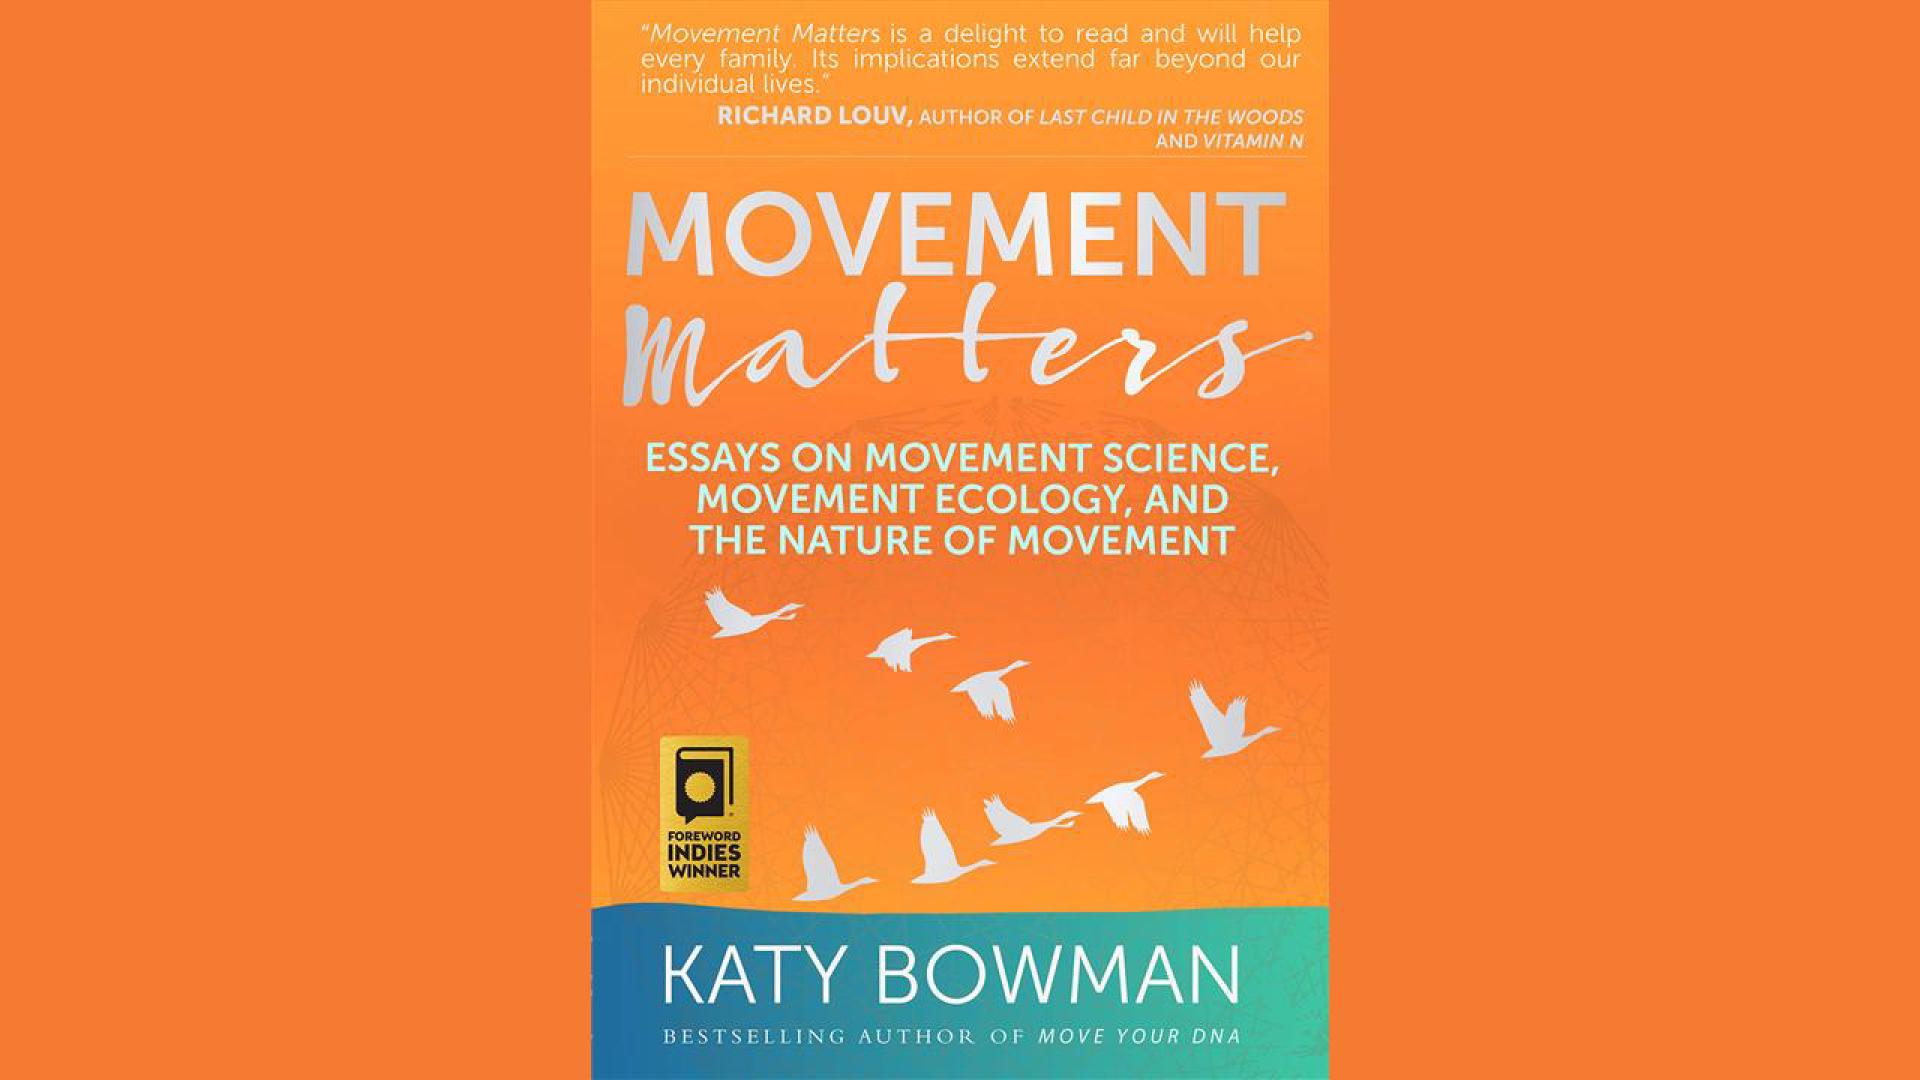 “Movement Matters is a delight to read and will help
every family. Its implications extend far beyond our
individual lives.”
RICHARD LOUV, AUTHOR OF LAST CHILD IN THE WOODS
AND VITAMIN N
MOVEMENT
matters
ESSAYS ON MOVEMENT SCIENCE,
MOVEMENT ECOLOGY, AND
THE NATURE OF MOVEMENT
FOREWORD
INDIES
WINNER
KATY BOWMAN
BESTSELLING AUTHOR OF MOVE YOUR DNA